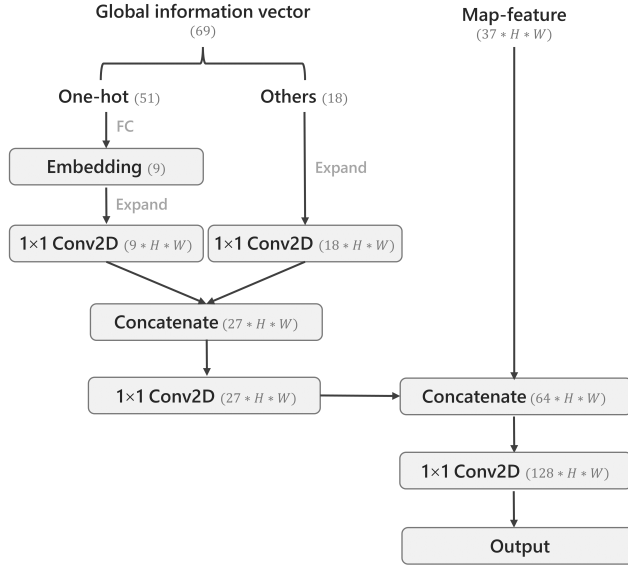 Global information vector
(69)
Map-feature
(37 * H * W)
One-hot (51)
Others (18)
FC
Embedding (9)
Expand
Expand
1×1 Conv2D (9 * H * W)
1×1 Conv2D (18 * H * W)
Concatenate (27 * H * W)
1×1 Conv2D (27 * H * W)
Concatenate (64 * H * W)
1×1 Conv2D (128 * H * W)
Output